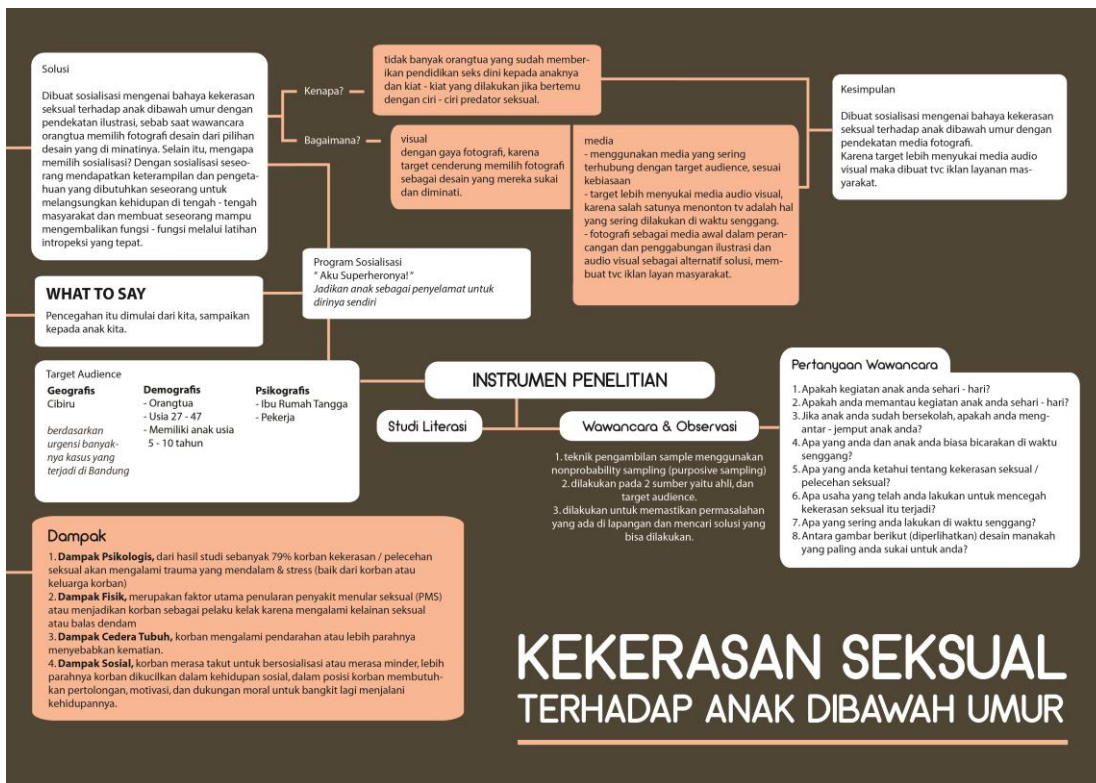 Solusi
Dibuat sosialisasi mengenai bahaya kekerasan
seksual terhadap anak dibawah umur dengan
pendekatan ilustrasi, sebab saat wawancara
orangtua memilih fotografi desain dari pilihan
desain yang di minatinya. Selain itu, mengapa
memilih sosialisasi? Dengan sosialisasi seseo-
rang mendapatkan keterampilan dan pengeta-
huan yang dibutuhkan seseorang untuk
melangsungkan kehidupan di tengah - tengah
masyarakat dan membuat seseorang mampu
mengembalikan fungsi - fungsi melalui latihan
intropeksi yang tepat.
Kenapa?
tidak banyak orangtua yang sudah member-
ikan pendidikan seks dini kepada anaknya
dan kiat - kiat yang dilakukan jika bertemu
dengan ciri - ciri predator seksual.
Bagaimana?
visual
dengan gaya fotografi, karena
target cenderung memilih fotografi
sebagai desain yang mereka sukai
dan diminati.
media
- menggunakan media yang sering
terhubung dengan target audience, sesuai
kebiasaan
- target lebih menyukai media audio visual,
karena salah satunya menonton tv adalah hal
yang sering dilakukan di waktu senggang.
- fotografi sebagai media awal dalam peran-
cangan dan penggabungan ilustrasi dan
audio visual sebagai alternatif solusi, mem-
buat tvc iklan layan masyarakat.
Kesimpulan
Dibuat sosialisasi mengenai bahaya kekerasan
seksual terhadap anak dibawah umur dengan
pendekatan media fotografi.
Karena target lebih menyukai media audio
visual maka dibuat tvc iklan layanan mas-
yarakat.
Program Sosialisasi
" Aku Superheronya!"
Jadikan anak sebagai penyelamat untuk
dirinya sendiri
WHAT TO SAY
Pencegahan itu dimulai dari kita, sampaikan
kepada anak kita.
Target Audience
Geografis
Cibiru
berdasarkan
urgensi banyak-
nya kasus yang
terjadi di Bandung
Demografis
- Orangtua
- Usia 27 - 47
- Memiliki anak usia
5 - 10 tahun
Psikografis
- Ibu Rumah Tangga
- Pekerja
INSTRUMEN PENELITIAN
Studi Literasi
Wawancara & Observasi
1. teknik pengambilan sample menggunakan
nonprobability sampling (purposive sampling)
2. dilakukan pada 2 sumber yaitu ahli, dan
target audience.
3. dilakukan untuk memastikan permasalahan
yang ada di lapangan dan mencari solusi yang
bisa dilakukan.
Pertanyaan Wawancara
1. Apakah kegiatan anak anda sehari - hari?
2. Apakah anda memantau kegiatan anak anda sehari - hari?
3. Jika anak anda sudah bersekolah, apakah anda meng-
antar - jemput anak anda?
4. Apa yang anda dan anak anda biasa bicarakan di waktu
senggang?
5. Apa yang anda ketahui tentang kekerasan seksual /
pelecehan seksual?
6. Apa usaha yang telah anda lakukan untuk mencegah
kekerasan seksual itu terjadi?
7. Apa yang sering anda lakukan di waktu senggang?
8. Antara gambar berikut (diperlihatkan) desain manakah
yang paling anda sukai untuk anda?
Dampak
1. Dampak Psikologis, dari hasil studi sebanyak 79% korban kekerasan / pelecehan
seksual akan mengalami trauma yang mendalam & stress (baik dari korban atau
keluarga korban)
2. Dampak Fisik, merupakan faktor utama penularan penyakit menular seksual (PMS)
atau menjadikan korban sebagai pelaku kelak karena mengalami kelainan seksual
atau balas dendam
3. Dampak Cedera Tubuh, korban mengalami pendarahan atau lebih parahnya
menyebabkan kematian.
4. Dampak Sosial, korban merasa takut untuk bersosialisasi atau merasa minder, lebih
parahnya korban dikucilkan dalam kehidupan sosial, dalam posisi korban membutuh-
kan pertolongan, motivasi, dan dukungan moral untuk bangkit lagi menjalani
kehidupannya.
KEKERASAN SEKSUAL
TERHADAP ANAK DIBAWAH UMUR